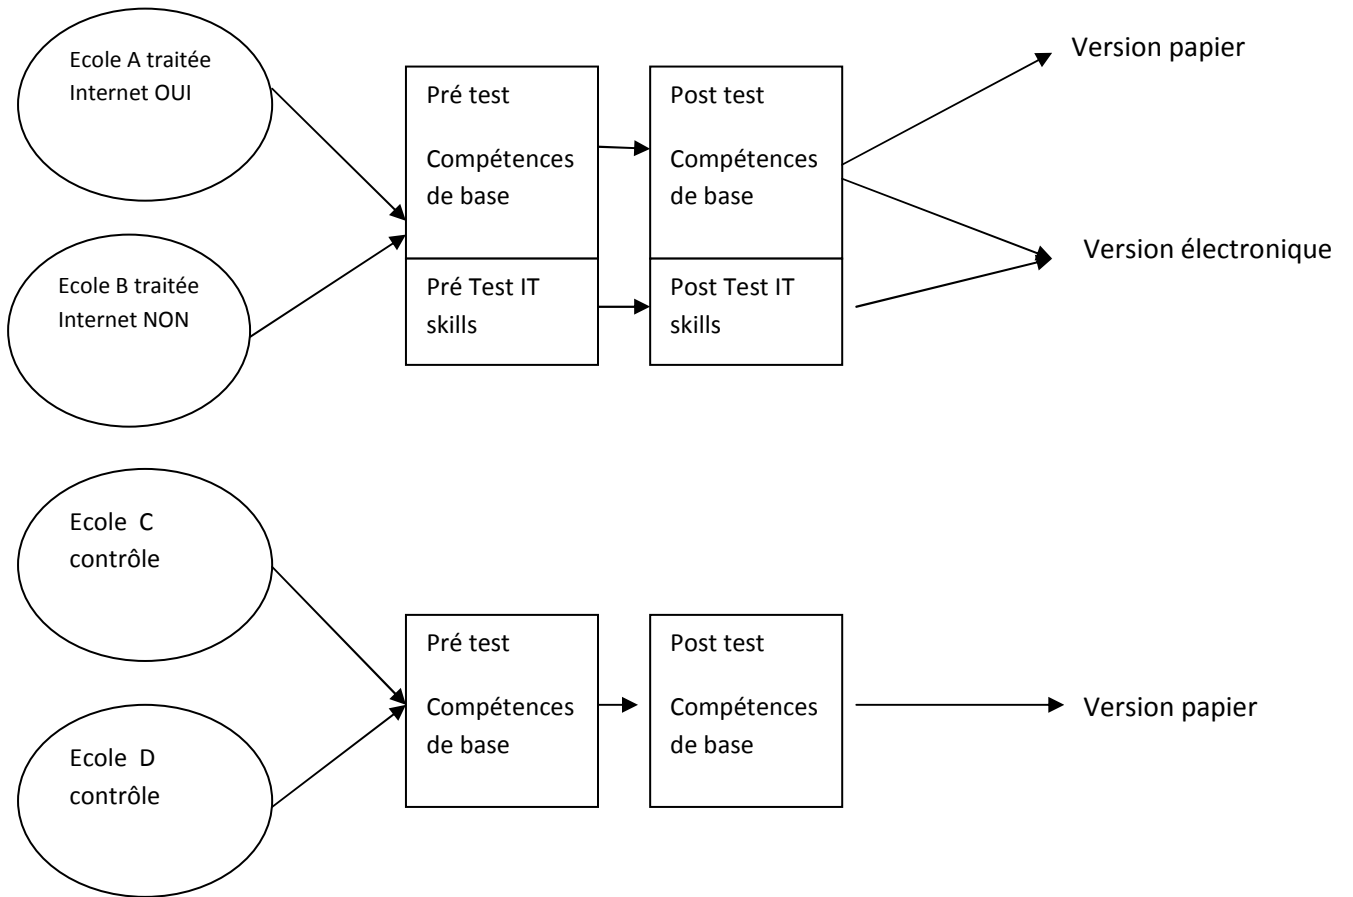 Ecole A traitée
Internet OUI
Ecole B traitée
Internet NON
Pré test
Compétences
de base
Pré Test IT
skills
Post test
Compétences
de base
Post Test IT
skills
Version papier
Version électronique
Ecole  C
contrôle
Ecole  D
contrôle
Pré test
Compétences
de base
Post test
Compétences
de base
Version papier